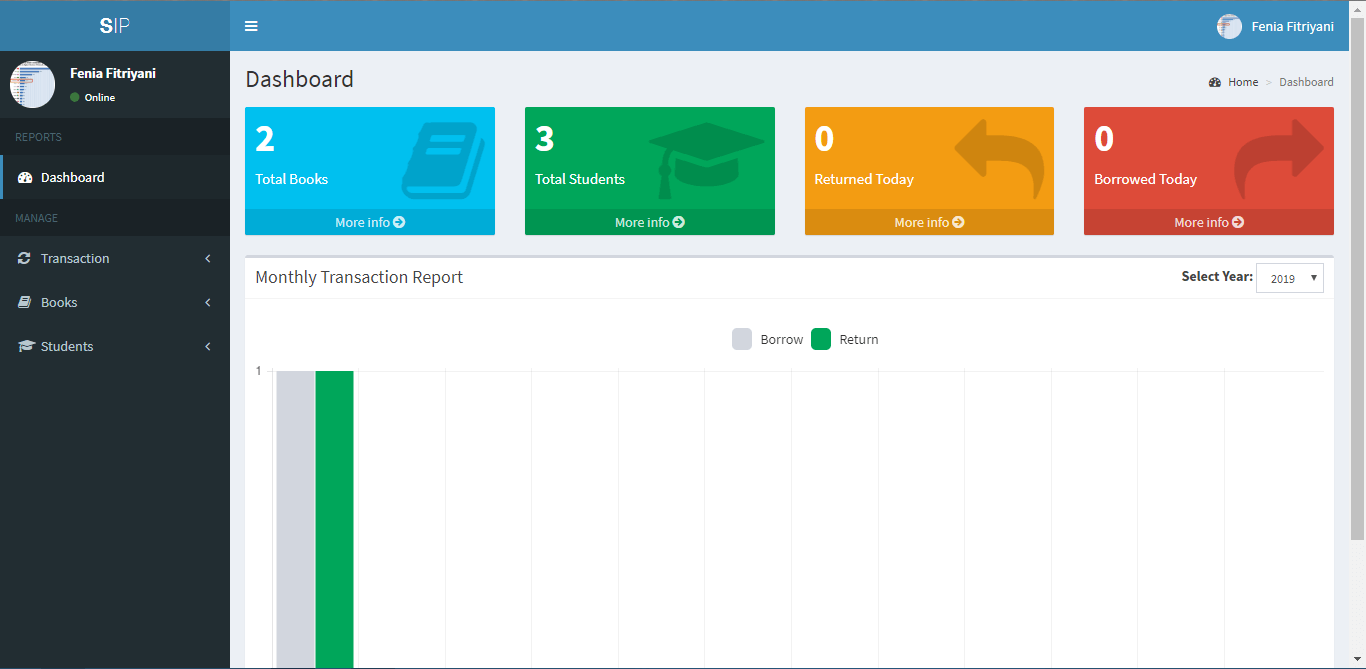 SIP
Fenia Fitriyani
Fenia Fitriyani
Online
REPORTS
Dashboard
MANAGE
Transaction
Books
Students
Dashboard
Home > Dashboard
2
Total Books
More info
3
Total Students
More info
0
Returned Today
More info
0
Borrowed Today
More info
Monthly Transaction Report
Select Year: 2019
Borrow Return
1